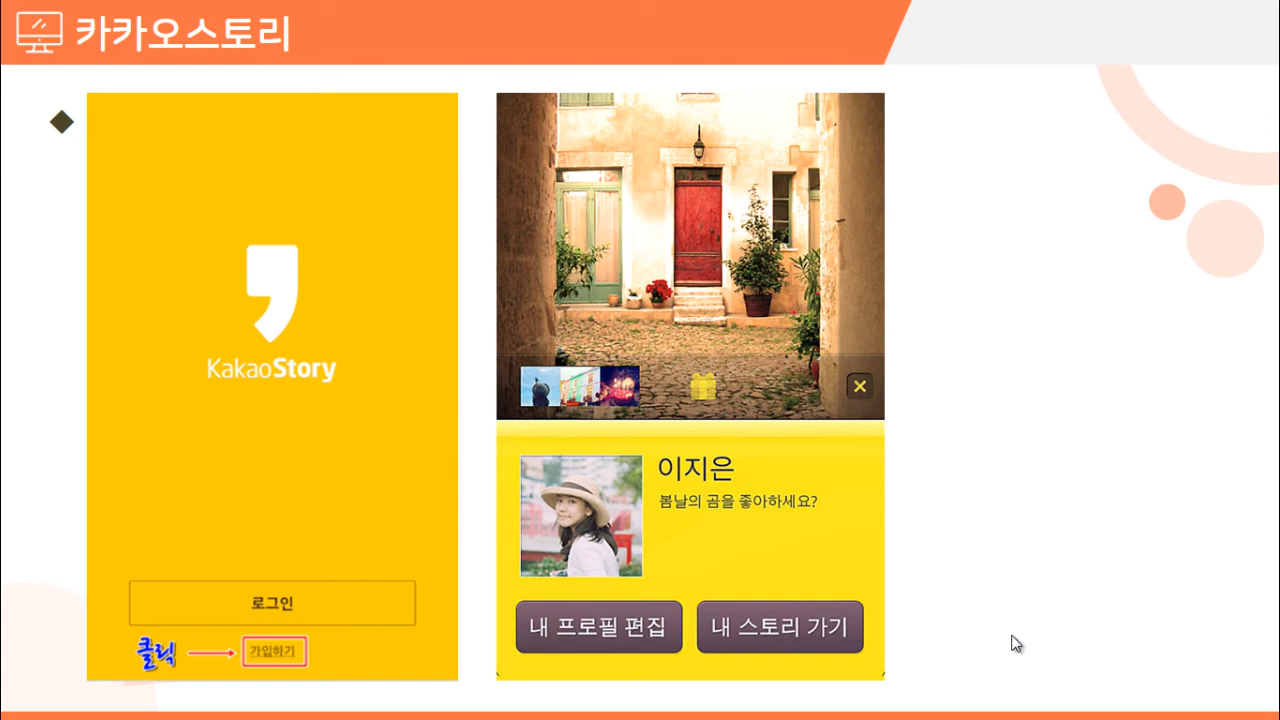 카카오스토리
KakaoStory
로그인
클릭
가입하기
이지은
봄날의 곰을 좋아하세요?
내 프로필 편집
내 스토리 가기